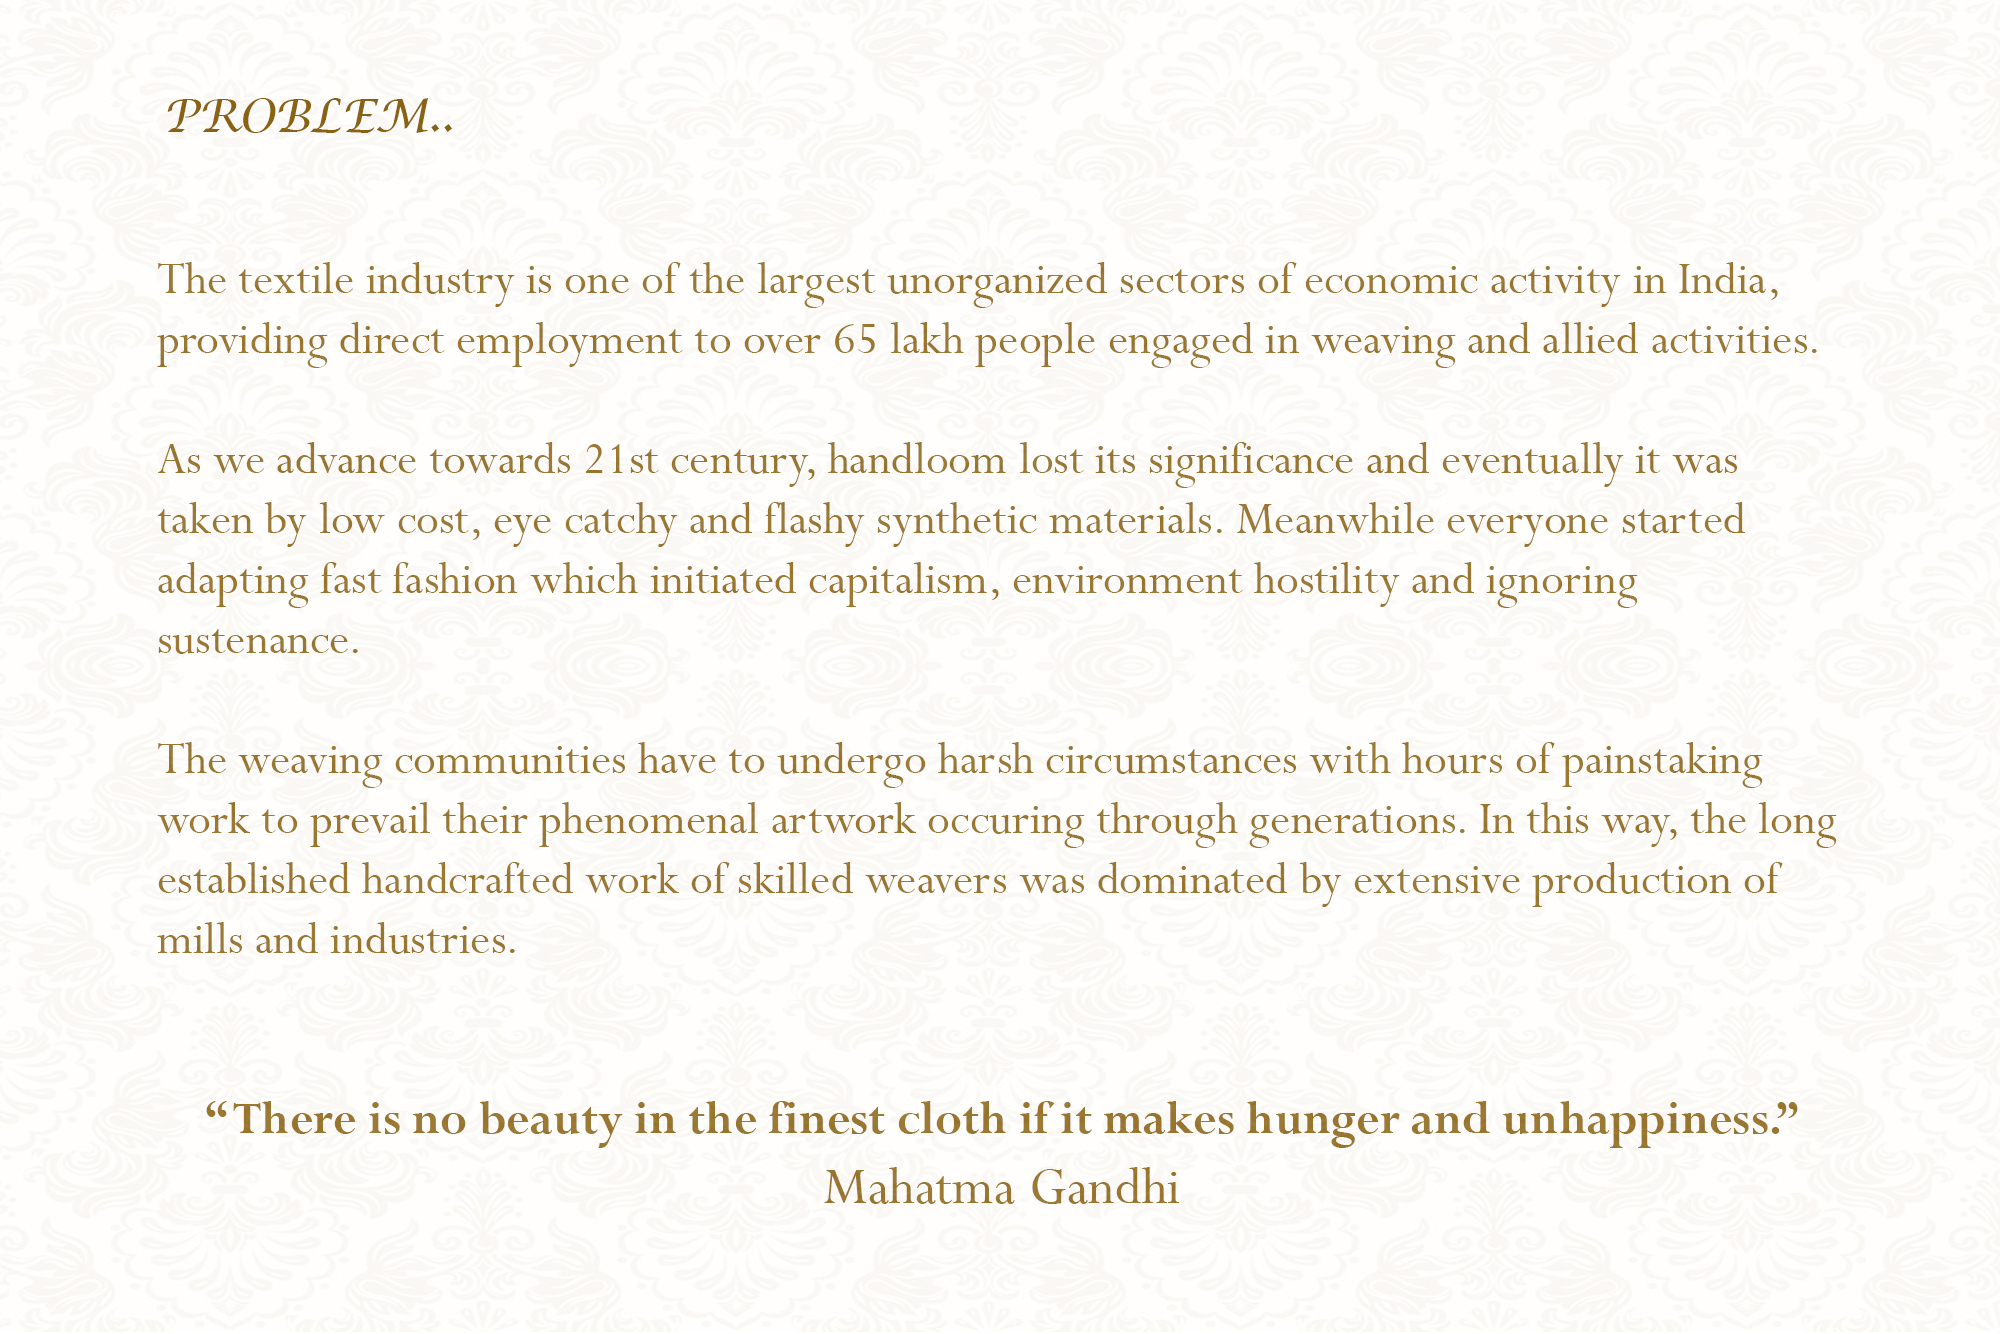 PROBLEM..
The textile industry is one of the largest unorganized sectors of economic activity in India,
providing direct employment to over 65 lakh people engaged in weaving and allied activities.
As we advance towards 21st century, handloom lost its significance and eventually it was
taken by low cost, eye catchy and flashy synthetic materials. Meanwhile everyone started
adapting fast fashion which initiated capitalism, environment hostility and ignoring
sustenance.
The weaving communities have to undergo harsh circumstances with hours of painstaking
work to prevail their phenomenal artwork occuring through generations. In this way, the long
established handcrafted work of skilled weavers was dominated by extensive production of
mills and industries.
“There is no beauty in the finest cloth if it makes hunger and unhappiness.”
Mahatma Gandhi